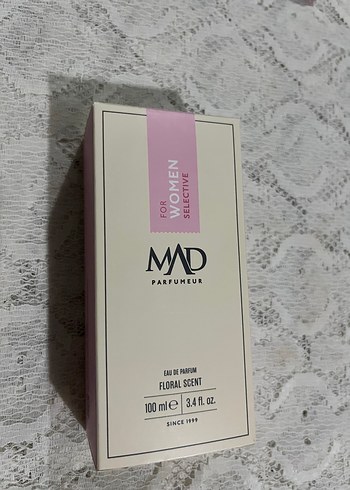 FOR
WOMEN
SELECTIVE
MAD
PARFUMEUR
EAU DE PARFUM
FLORAL SCENT
100 ml ℮ 3.4 fl. oz.
SINCE 1999